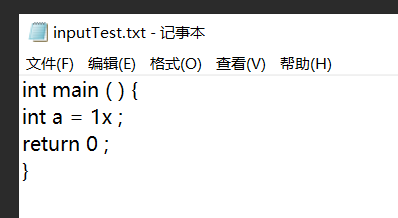 inputTest.txt - 记事本
文件(F) 编辑(E) 格式(O) 查看(V) 帮助(H)
int main ( ) {
int a = 1x ;
return 0 ;
}